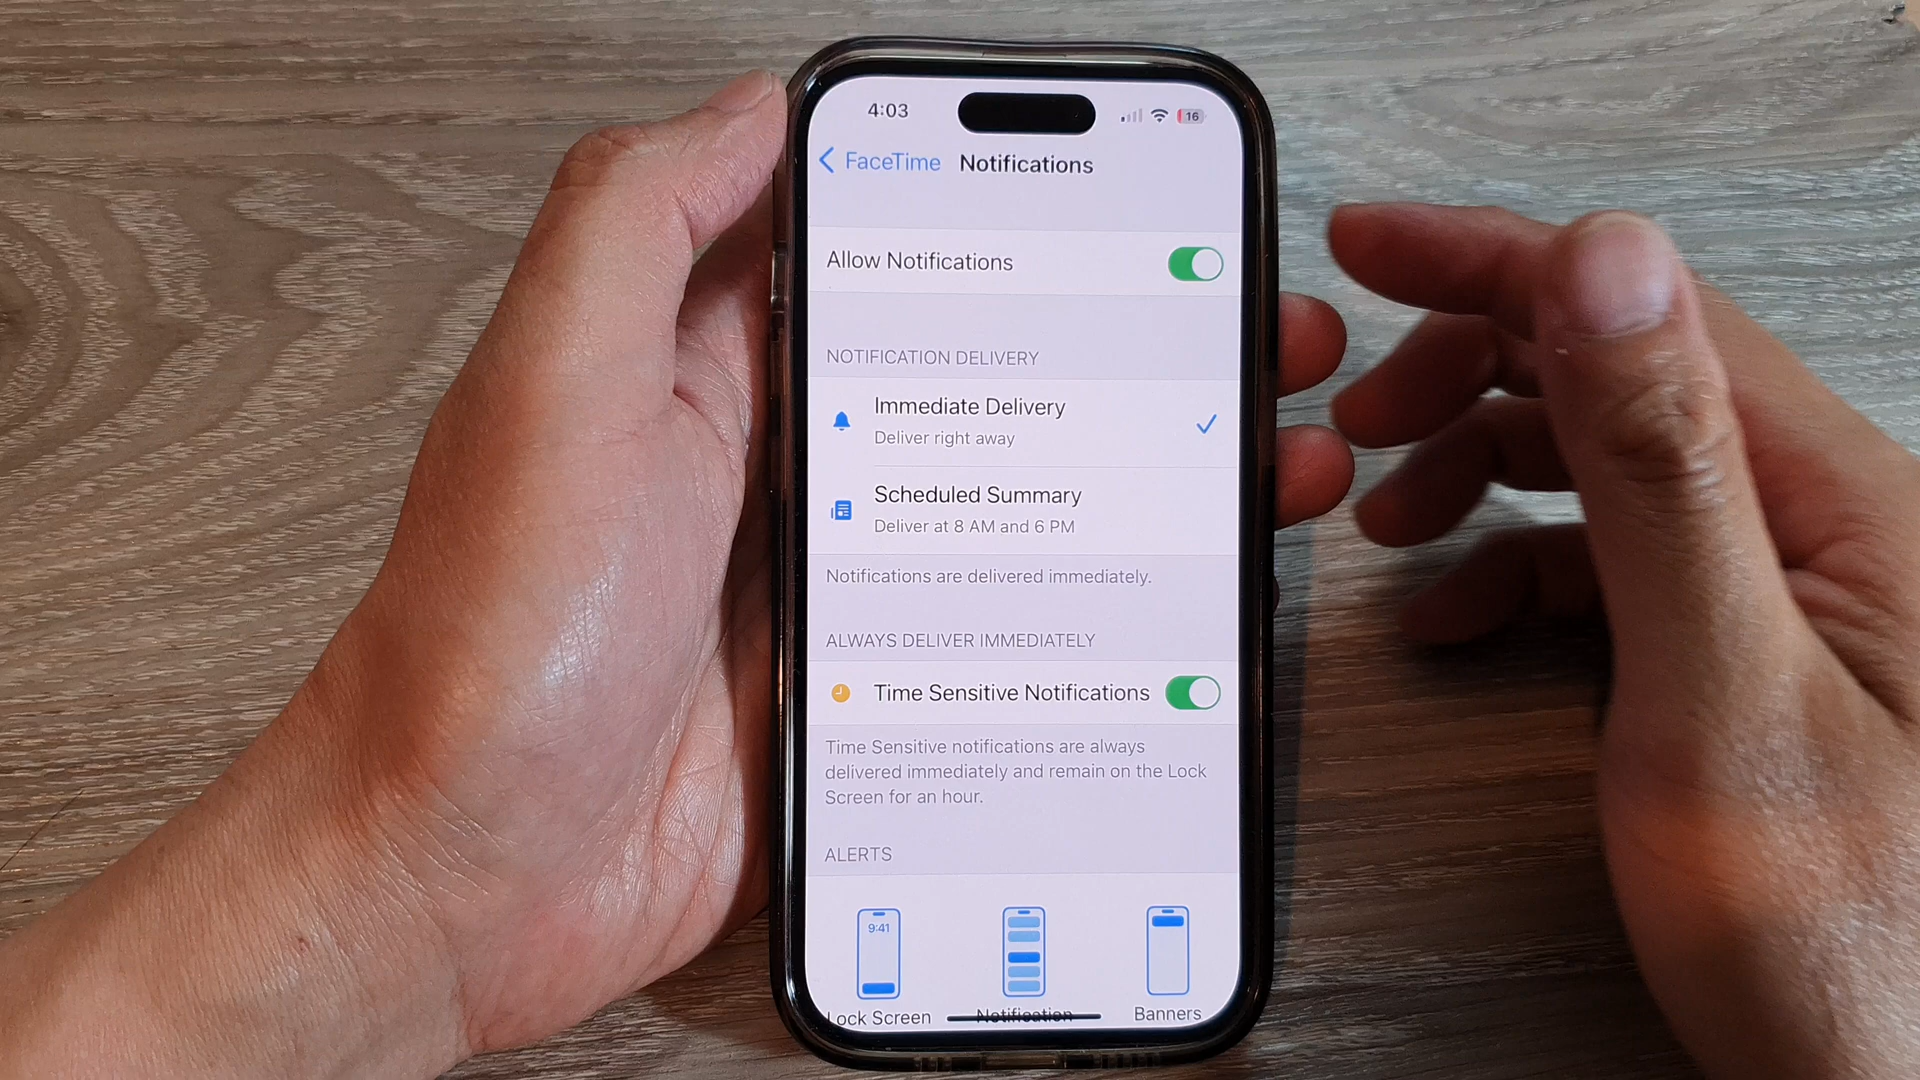 4:03
16
FaceTime Notifications
Allow Notifications
NOTIFICATION DELIVERY
Immediate Delivery
Deliver right away
Scheduled Summary
Deliver at 8 AM and 6 PM
Notifications are delivered immediately.
ALWAYS DELIVER IMMEDIATELY
Time Sensitive Notifications
Time Sensitive notifications are always
delivered immediately and remain on the Lock
Screen for an hour.
ALERTS
9:41
Lock Screen Notification Banners